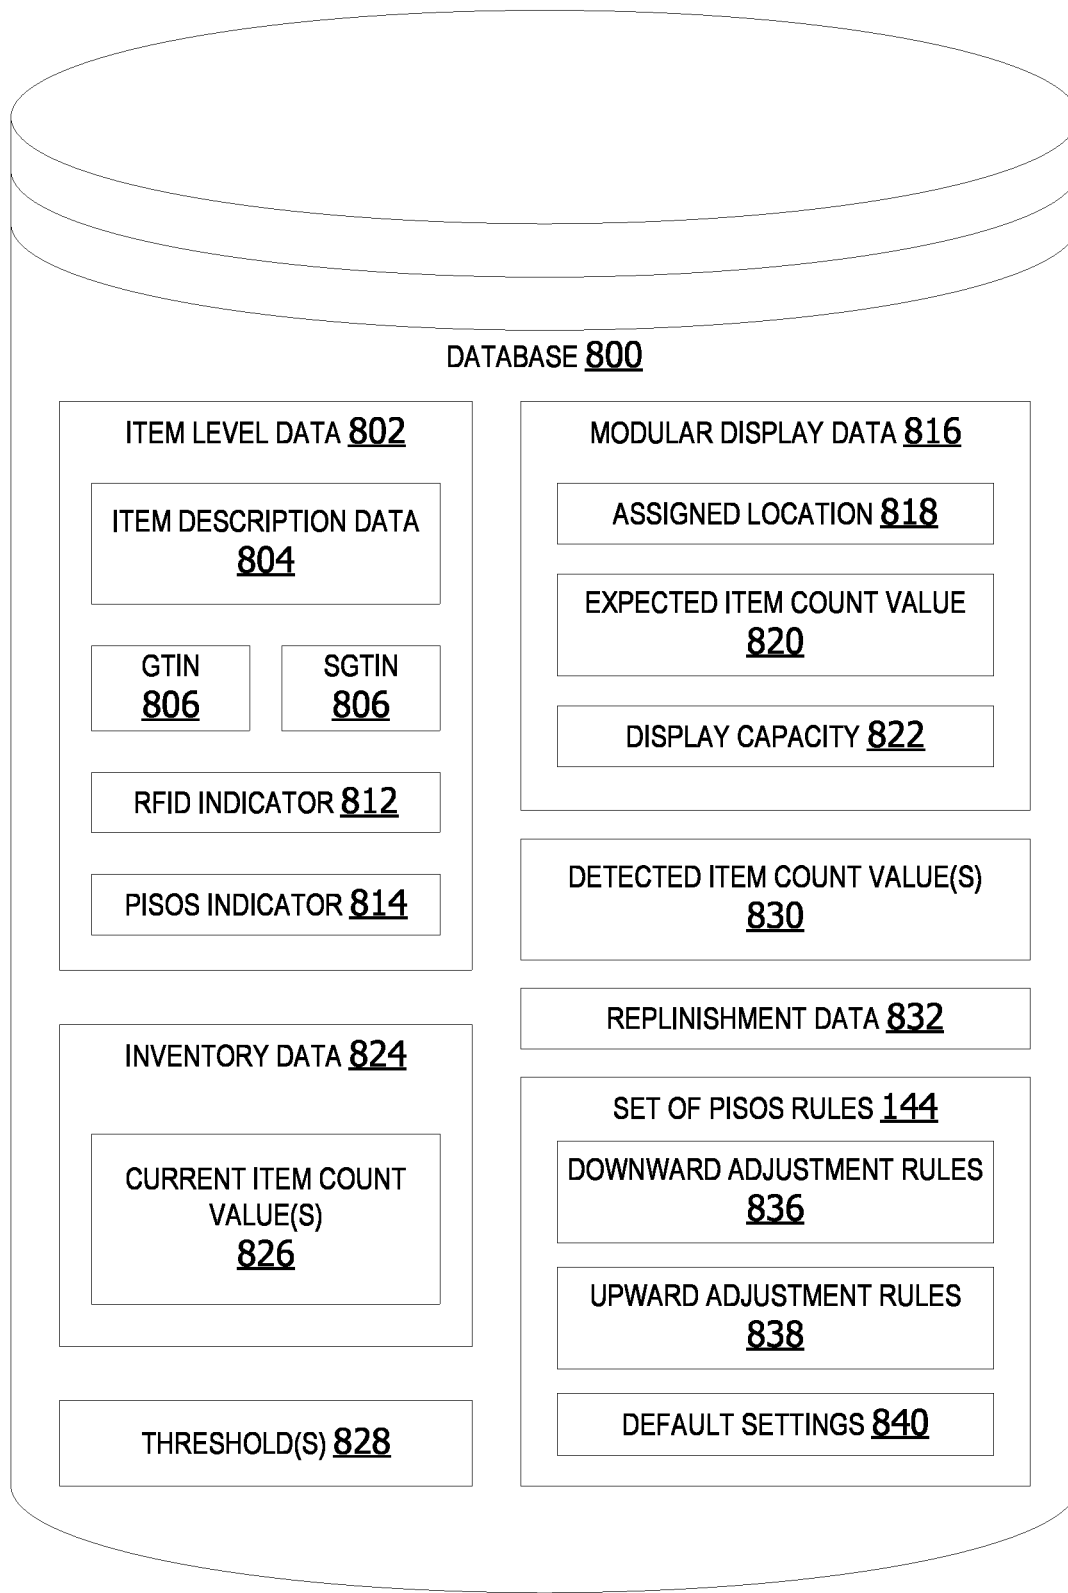 DATABASE 800
ITEM LEVEL DATA 802
ITEM DESCRIPTION DATA
804
GTIN
806
SGTIN
806
RFID INDICATOR 812
PISOS INDICATOR 814
INVENTORY DATA 824
CURRENT ITEM COUNT
VALUE(S)
826
THRESHOLD(S) 828
MODULAR DISPLAY DATA 816
ASSIGNED LOCATION 818
EXPECTED ITEM COUNT VALUE
820
DISPLAY CAPACITY 822
DETECTED ITEM COUNT VALUE(S)
830
REPLINISHMENT DATA 832
SET OF PISOS RULES 144
DOWNWARD ADJUSTMENT RULES
836
UPWARD ADJUSTMENT RULES
838
DEFAULT SETTINGS 840